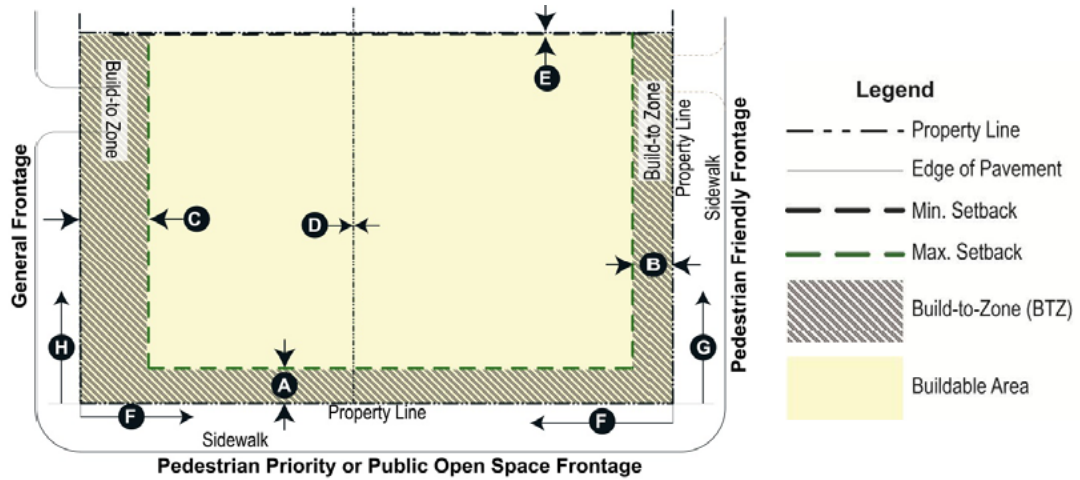 E
Build-to Zone
Build-to Zone
Property Line
Sidewalk
General Frontage
Pedestrian Friendly Frontage
C
D
B
H
G
A
F
Property Line
F
Sidewalk
Pedestrian Priority or Public Open Space Frontage
Legend
Property Line
Edge of Pavement
Min. Setback
Max. Setback
Build-to-Zone (BTZ)
Buildable Area